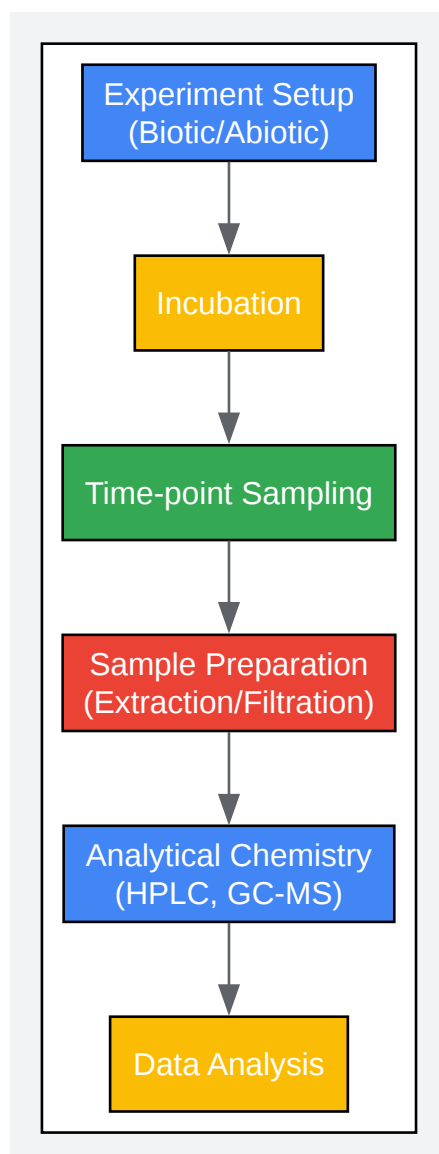 Experiment Setup
(Biotic/Abiotic)
Incubation
Time-point Sampling
Sample Preparation
(Extraction/Filtration)
Analytical Chemistry
(HPLC, GC-MS)
Data Analysis